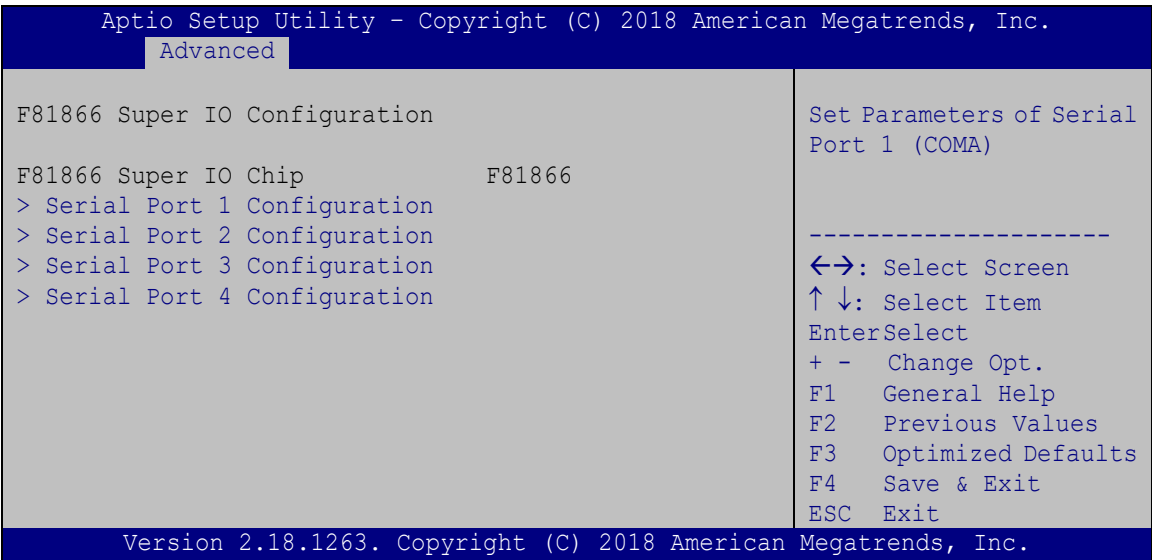 Aptio Setup Utility – Copyright (C) 2018 American Megatrends, Inc.
Advanced
F81866 Super IO Configuration
F81866 Super IO Chip F81866
> Serial Port 1 Configuration
> Serial Port 2 Configuration
> Serial Port 3 Configuration
> Serial Port 4 Configuration
Set Parameters of Serial
Port 1 (COMA)
---------------------
←→: Select Screen
↑ ↓: Select Item
EnterSelect
+ - Change Opt.
F1 General Help
F2 Previous Values
F3 Optimized Defaults
F4 Save & Exit
ESC Exit
Version 2.18.1263. Copyright (C) 2018 American Megatrends, Inc.